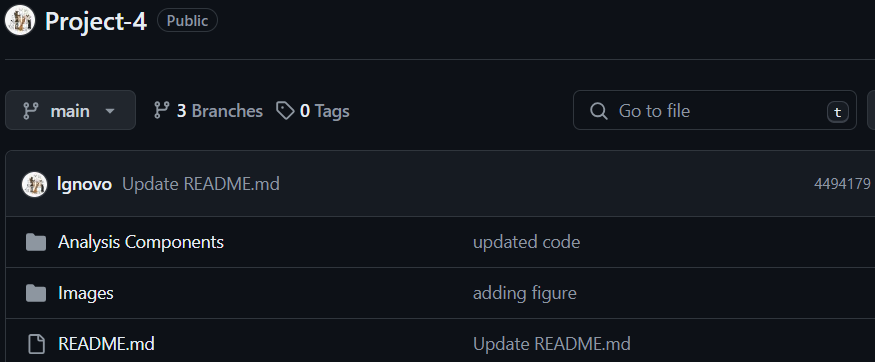 Project-4 Public
main 3 Branches 0 Tags Go to file t
lgnovo Update README.md 4494179
Analysis Components updated code
Images adding figure
README.md Update README.md